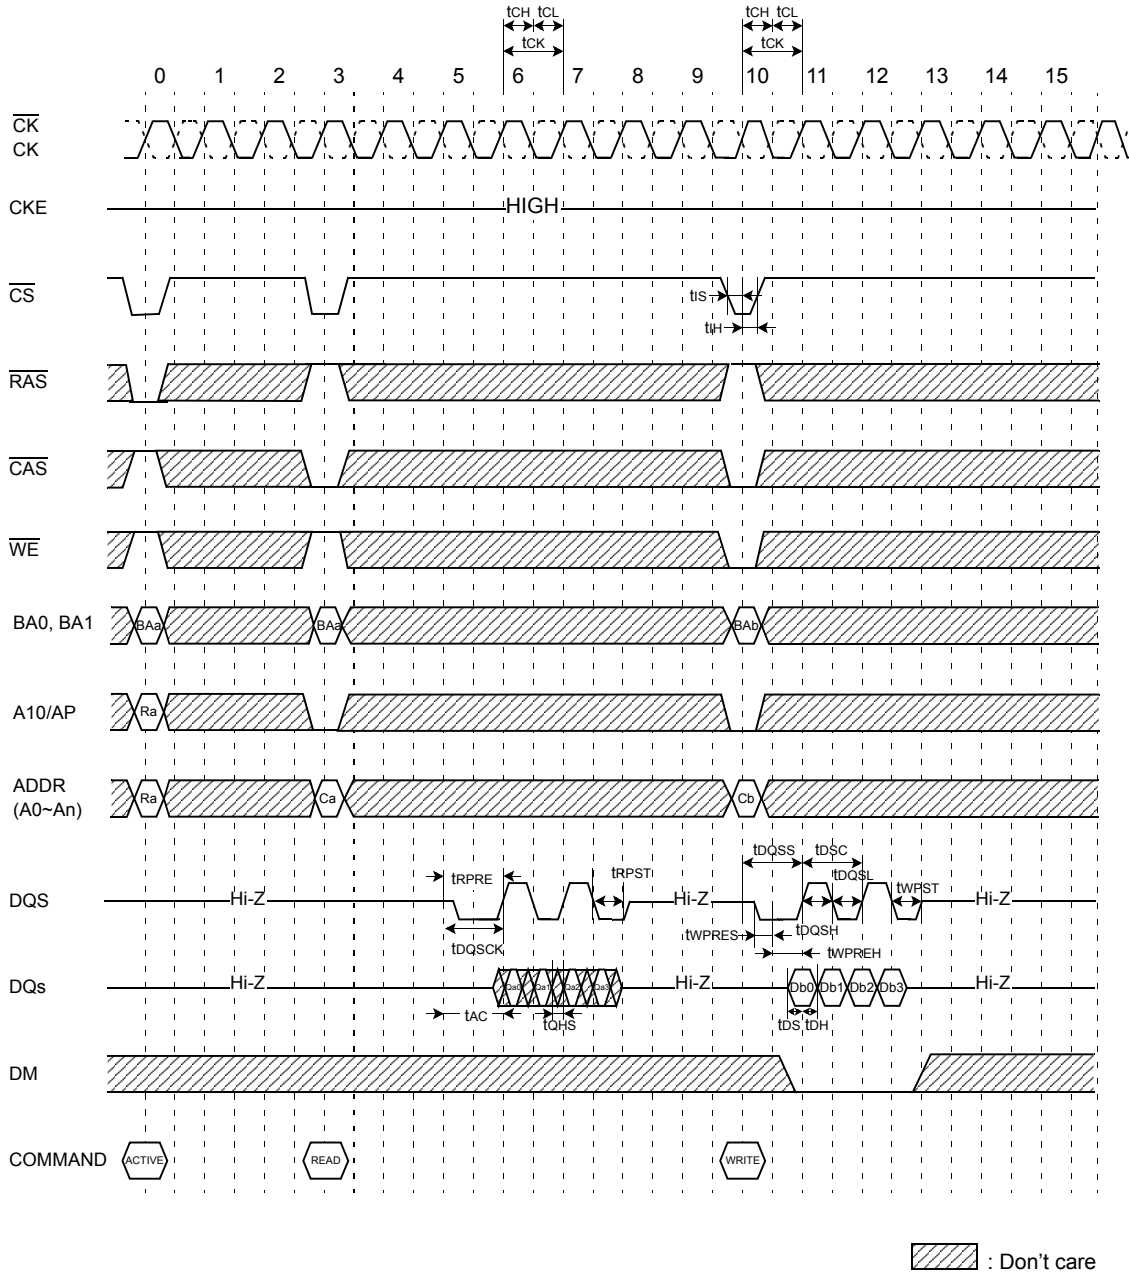 tCH tCL tCH tCL
tCK tCK
0 1 2 3 4 5 6 7 8 9 10 11 12 13 14 15
CK
CK
CKE HIGH
CS
tIS
tIH
RAS
CAS
WE
BA0, BA1 BAa BAa BAb
A10/AP Ra
ADDR
(A0~An) Ra Ca Cb
tDQSS tDSC
tRPRE tRPST tDQSL tWPST
DQS Hi-Z Hi-Z Hi-Z
tDQSCK tWPRES tDQSH
tWPREH
DQs Hi-Z Qa0 Qa1 Qa2 Qa3 Hi-Z Db0 Db1 Db2 Db3 Hi-Z
tAC tQHS tDS tDH
DM
COMMAND ACTIVE READ WRITE
: Don't care